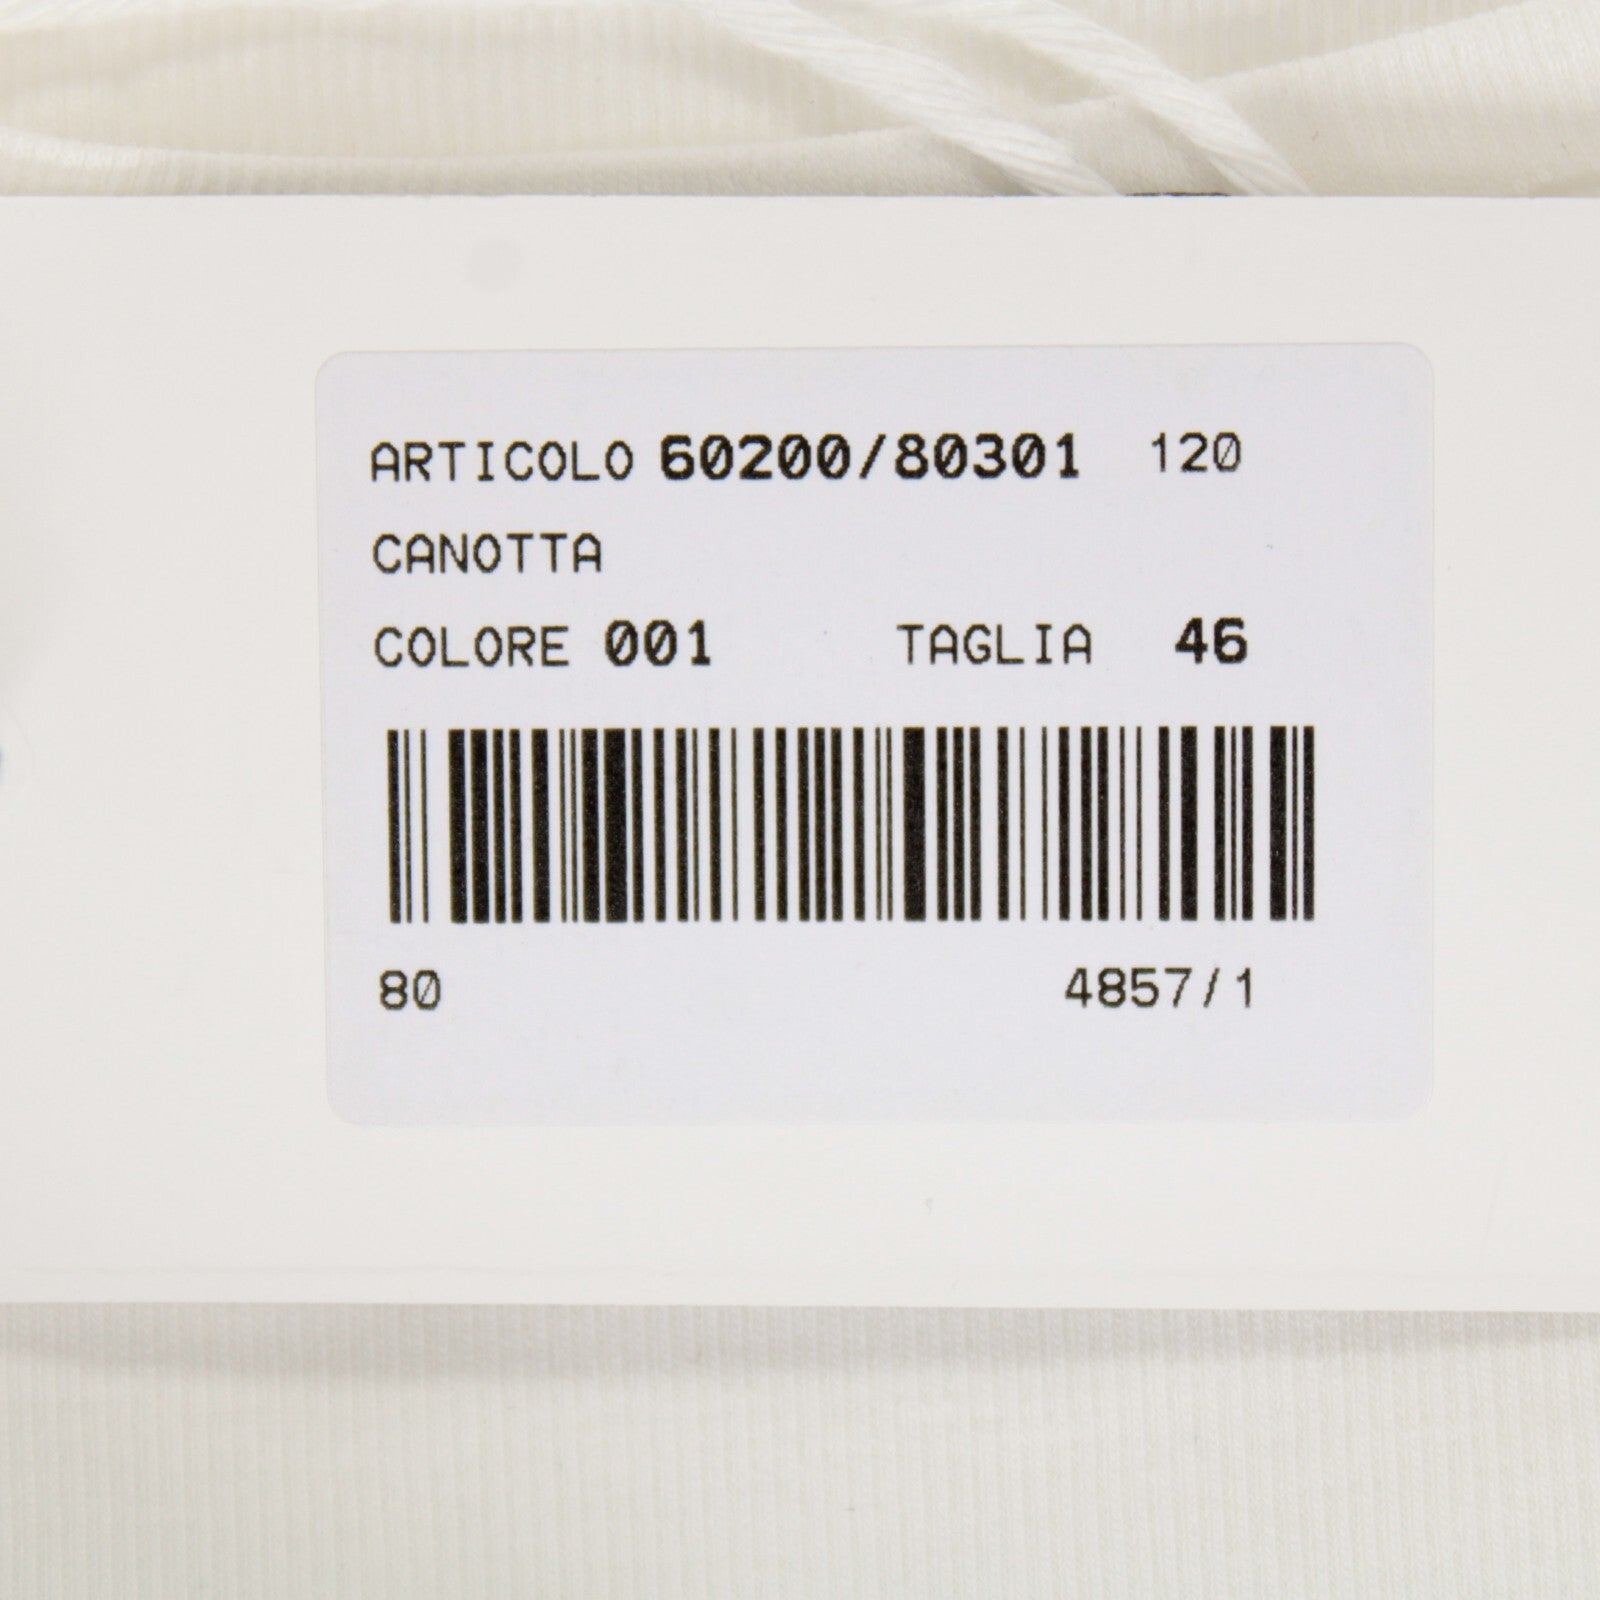 ARTICOLO 60200/80301 120
CANOTTA
COLORE 001 TAGLIA 46
80 4857/1